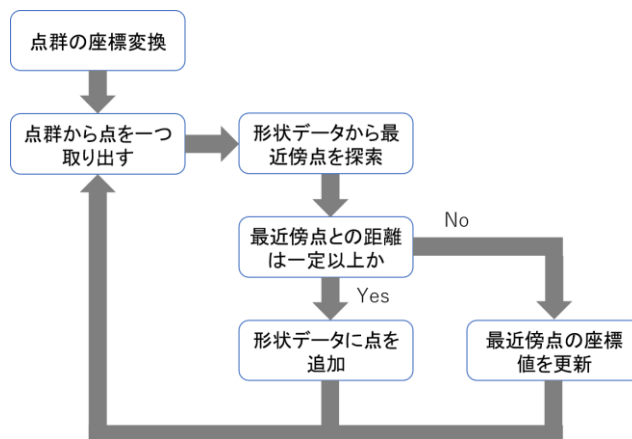 点群の座標変換
点群から点を一つ
取り出す
形状データから最
近傍点を探索
最近傍点との距離
は一定以上か
No
Yes
形状データに点を
追加
最近傍点の座標
値を更新